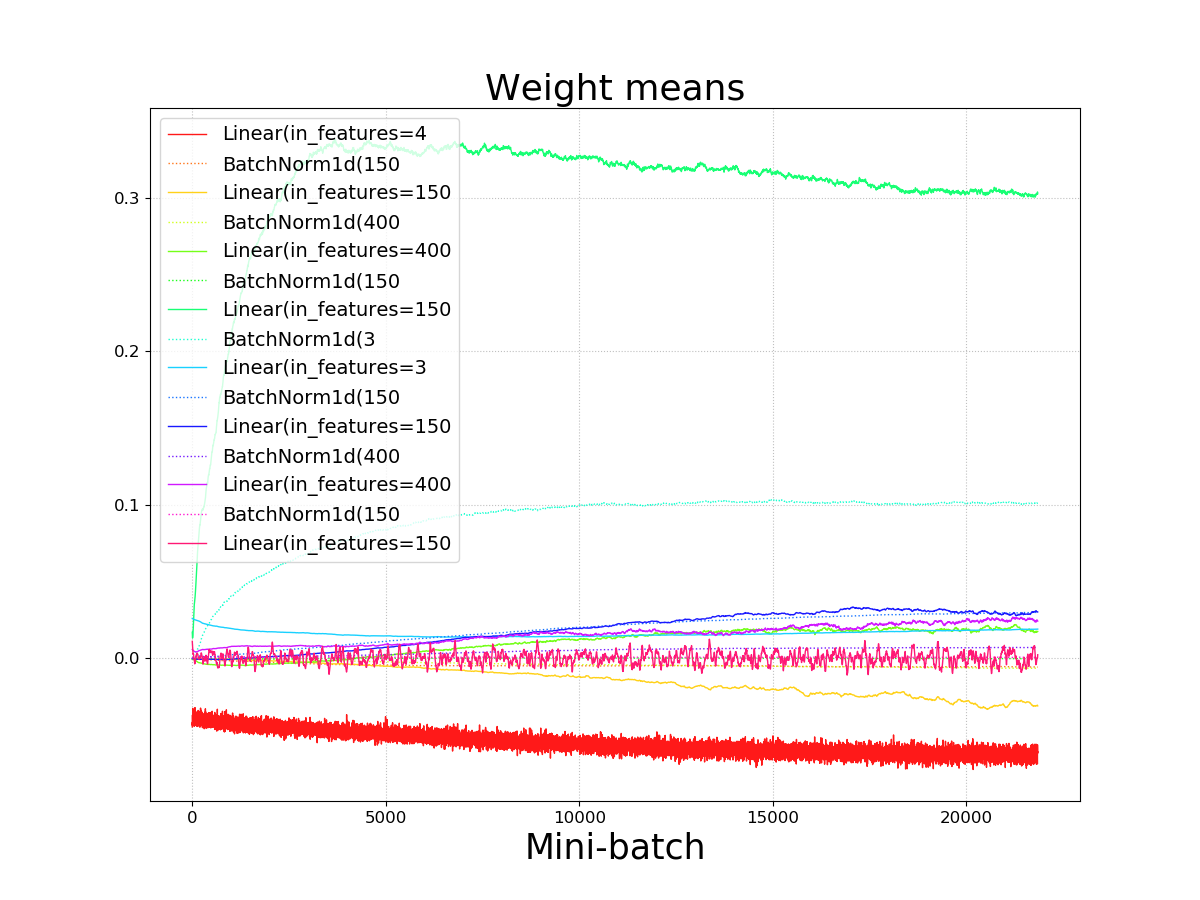 Weight means
Linear(in_features=4
BatchNorm1d(150
Linear(in_features=150
BatchNorm1d(400
Linear(in_features=400
BatchNorm1d(150
Linear(in_features=150
BatchNorm1d(3
Linear(in_features=3
BatchNorm1d(150
Linear(in_features=150
BatchNorm1d(400
Linear(in_features=400
BatchNorm1d(150
Linear(in_features=150
0.3
0.2
0.1
0.0
0 5000 10000 15000 20000
Mini-batch